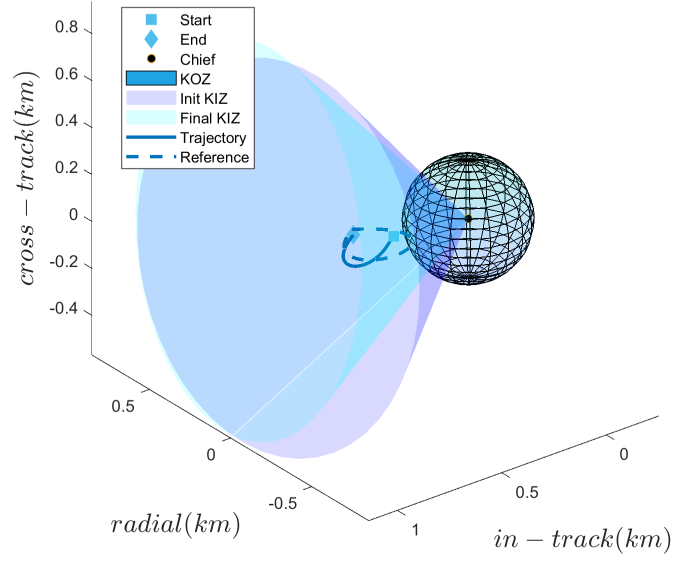 Start
End
Chief
KOZ
Init KIZ
Final KIZ
Trajectory
Reference
cross − track(km)
0.8
0.6
0.4
0.2
0
-0.2
-0.4
0.5
0
-0.5
radial(km)
1
0.5
0
in − track(km)